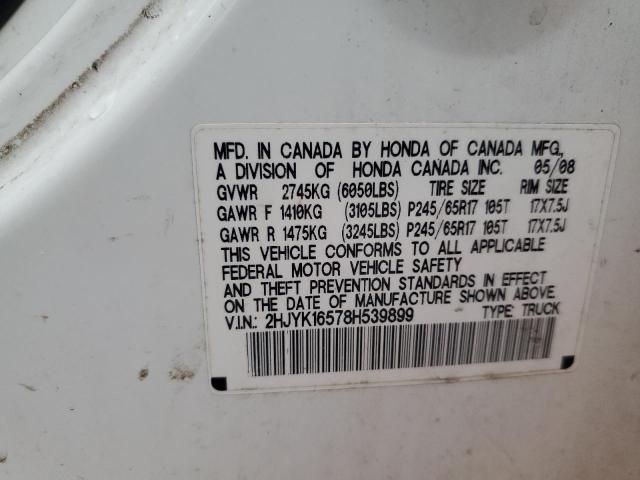 MFD. IN CANADA BY HONDA OF CANADA MFG.,
A DIVISION OF HONDA CANADA INC. 05/08
GVWR 2745KG (6050LBS) TIRE SIZE RIM SIZE
GAWR F 1410KG (3105LBS) P245/65R17 105T 17X7.5J
GAWR R 1475KG (3245LBS) P245/65R17 105T 17X7.5J
THIS VEHICLE CONFORMS TO ALL APPLICABLE
FEDERAL MOTOR VEHICLE SAFETY
AND THEFT PREVENTION STANDARDS IN EFFECT
ON THE DATE OF MANUFACTURE SHOWN ABOVE.
V.I.N.: 2HJYK16578H539899 TYPE: TRUCK